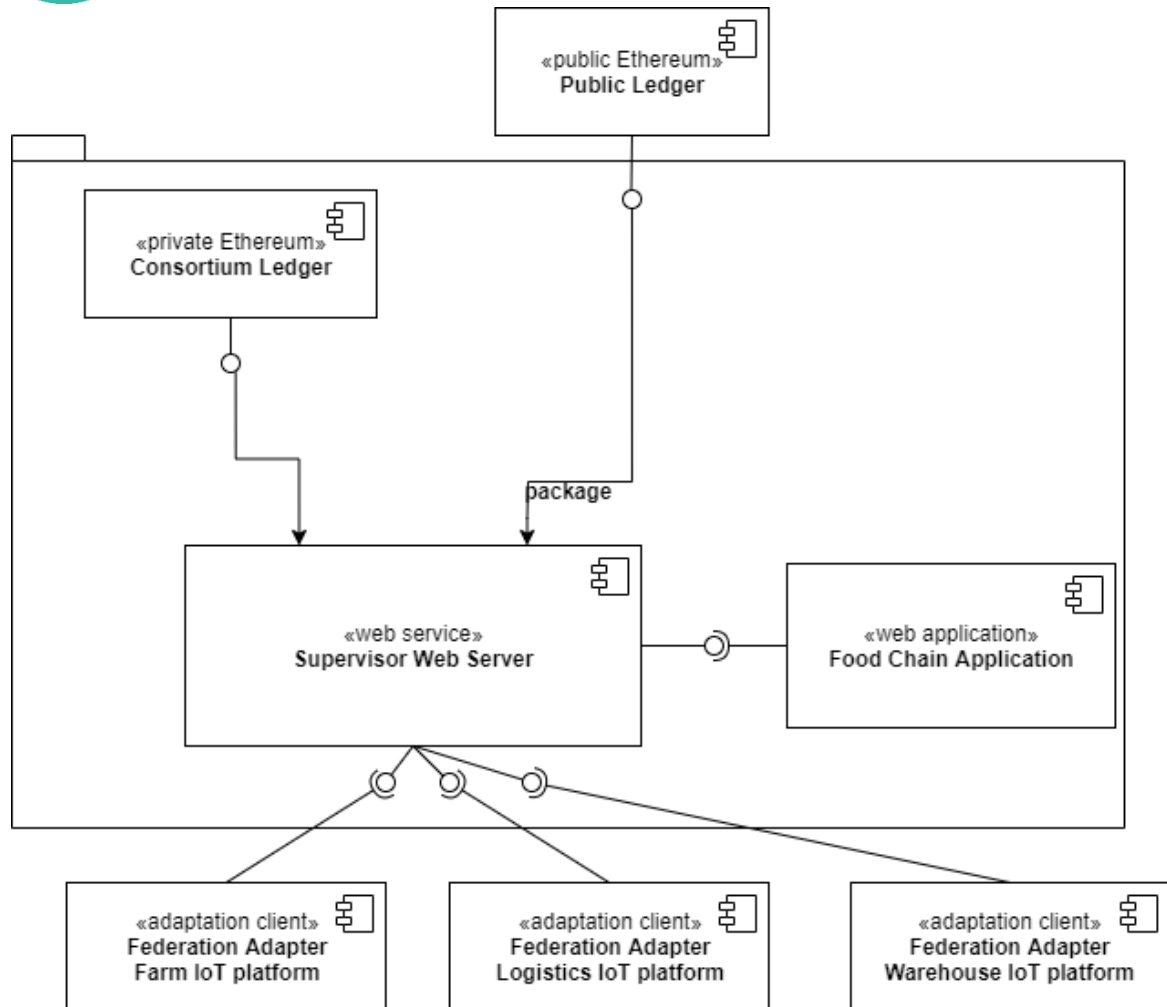 «public Ethereum»
Public Ledger
«private Ethereum»
Consortium Ledger
package
«web service»
Supervisor Web Server
«web application»
Food Chain Application
«adaptation client»
Federation Adapter
Farm IoT platform
«adaptation client»
Federation Adapter
Logistics IoT platform
«adaptation client»
Federation Adapter
Warehouse IoT platform